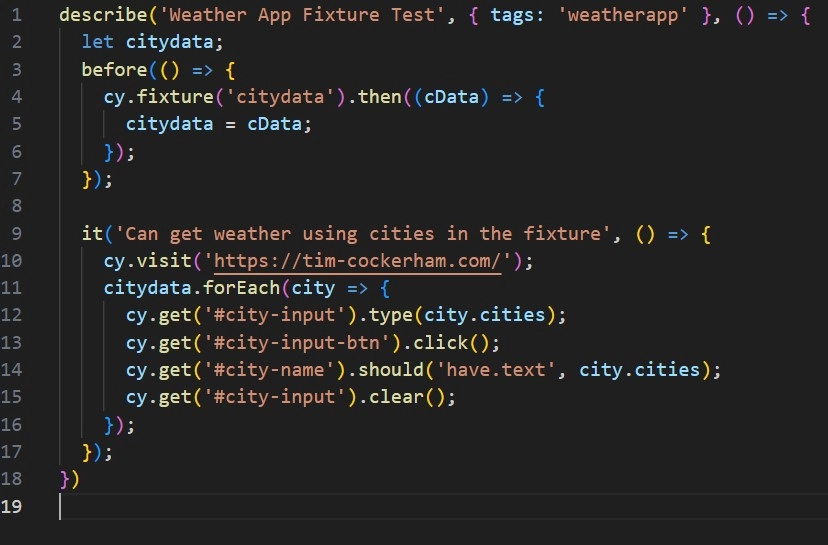 1 describe('Weather App Fixture Test', { tags: 'weatherapp' }, () => {
2   let citydata;
3   before(() => {
4     cy.fixture('citydata').then((cData) => {
5       citydata = cData;
6     });
7   });
8
9   it('Can get weather using cities in the fixture', () => {
10     cy.visit('https://tim-cockerham.com/');
11     citydata.forEach(city => {
12       cy.get('#city-input').type(city.cities);
13       cy.get('#city-input-btn').click();
14       cy.get('#city-name').should('have.text', city.cities);
15       cy.get('#city-input').clear();
16     });
17   });
18 })
19